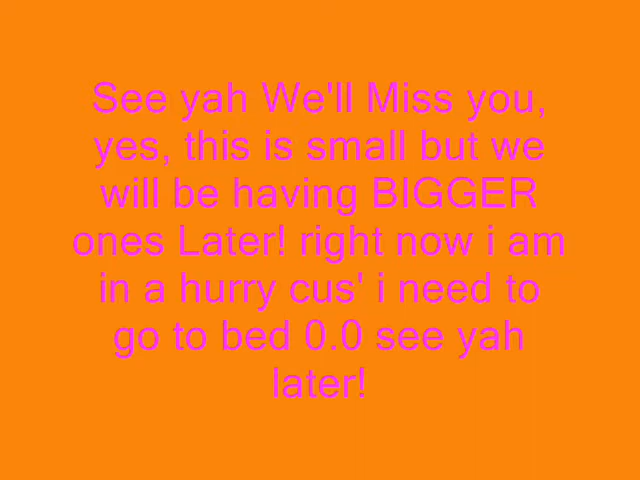 See yah We'll Miss you,
yes, this is small but we
will be having BIGGER
ones Later! right now i am
in a hurry cus' i need to
go to bed 0.0 see yah
later!